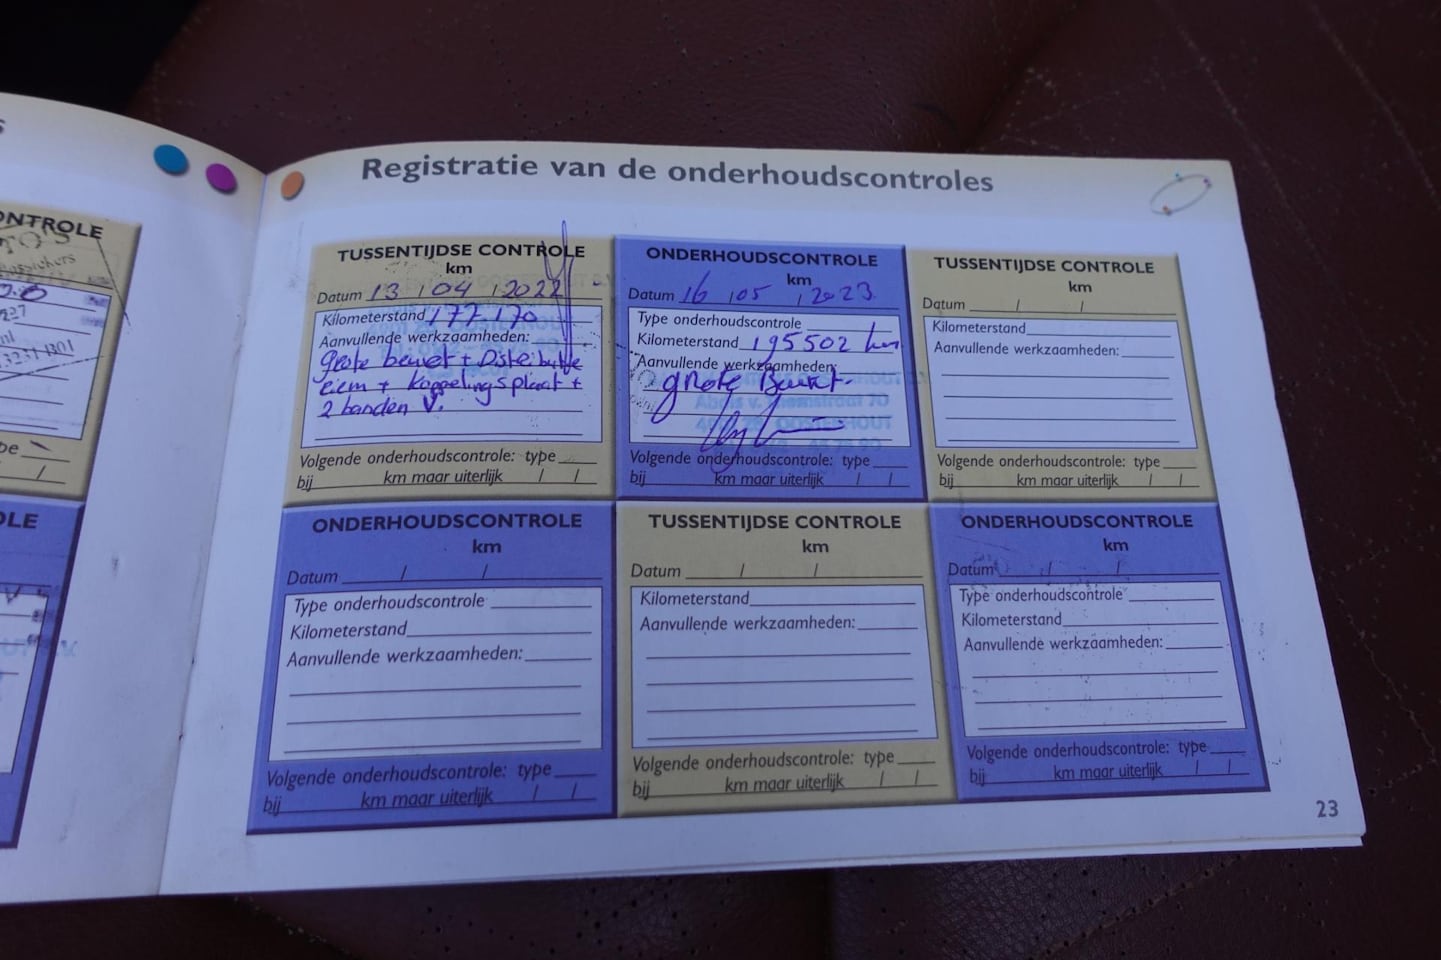 Registratie van de onderhoudscontroles
TUSSENTIJDSE CONTROLE
km
Datum 13 / 04 / 2022
Kilometerstand 177.170
Aanvullende werkzaamheden:
grote beurt + Distributie
riem + Koppelingsplaat +
2 banden V.
Volgende onderhoudscontrole: type
bij km maar uiterlijk / /
ONDERHOUDSCONTROLE
km
Datum 16 / 05 / 2023
Type onderhoudscontrole
Kilometerstand 195502 km
Aanvullende werkzaamheden:
grote Beurt.
OOSTERHOUT
Volgende onderhoudscontrole: type
bij km maar uiterlijk / /
TUSSENTIJDSE CONTROLE
km
Datum / /
Kilometerstand
Aanvullende werkzaamheden:
Volgende onderhoudscontrole: type
bij km maar uiterlijk / /
ONDERHOUDSCONTROLE
km
Datum / /
Type onderhoudscontrole
Kilometerstand
Aanvullende werkzaamheden:
Volgende onderhoudscontrole: type
bij km maar uiterlijk / /
TUSSENTIJDSE CONTROLE
km
Datum / /
Kilometerstand
Aanvullende werkzaamheden:
Volgende onderhoudscontrole: type
bij km maar uiterlijk / /
ONDERHOUDSCONTROLE
km
Datum / /
Type onderhoudscontrole
Kilometerstand
Aanvullende werkzaamheden:
Volgende onderhoudscontrole: type
bij km maar uiterlijk / /
23